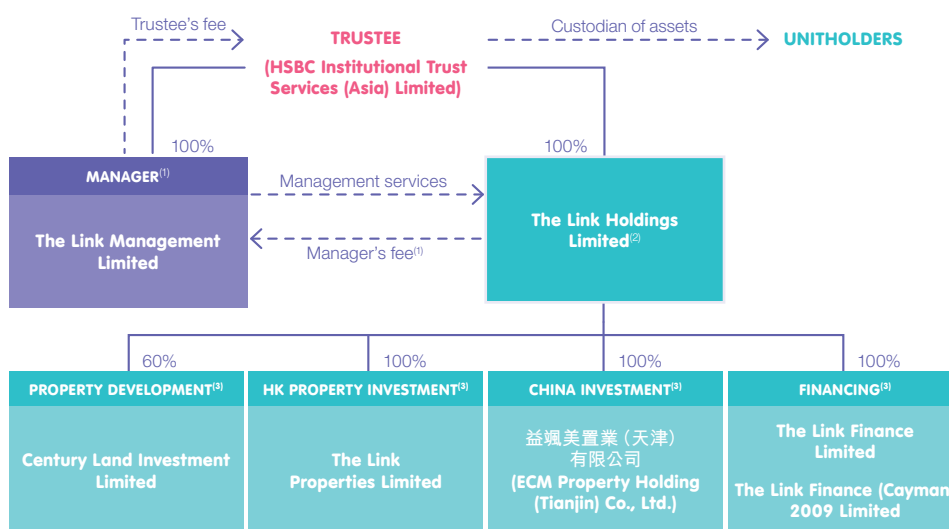 Trustee's fee
TRUSTEE
(HSBC Institutional Trust
Services (Asia) Limited)
Custodian of assets
UNITHOLDERS
100%
100%
MANAGER(1)
The Link Management
Limited
Management services
Manager's fee(1)
The Link Holdings
Limited(2)
60%
100%
100%
100%
PROPERTY DEVELOPMENT(3)
Century Land Investment
Limited
HK PROPERTY INVESTMENT(3)
The Link
Properties Limited
CHINA INVESTMENT(3)
益颯美置業(天津)
有限公司
(ECM Property Holding
(Tianjin) Co., Ltd.)
FINANCING(3)
The Link Finance
Limited
The Link Finance (Cayman
2009 Limited